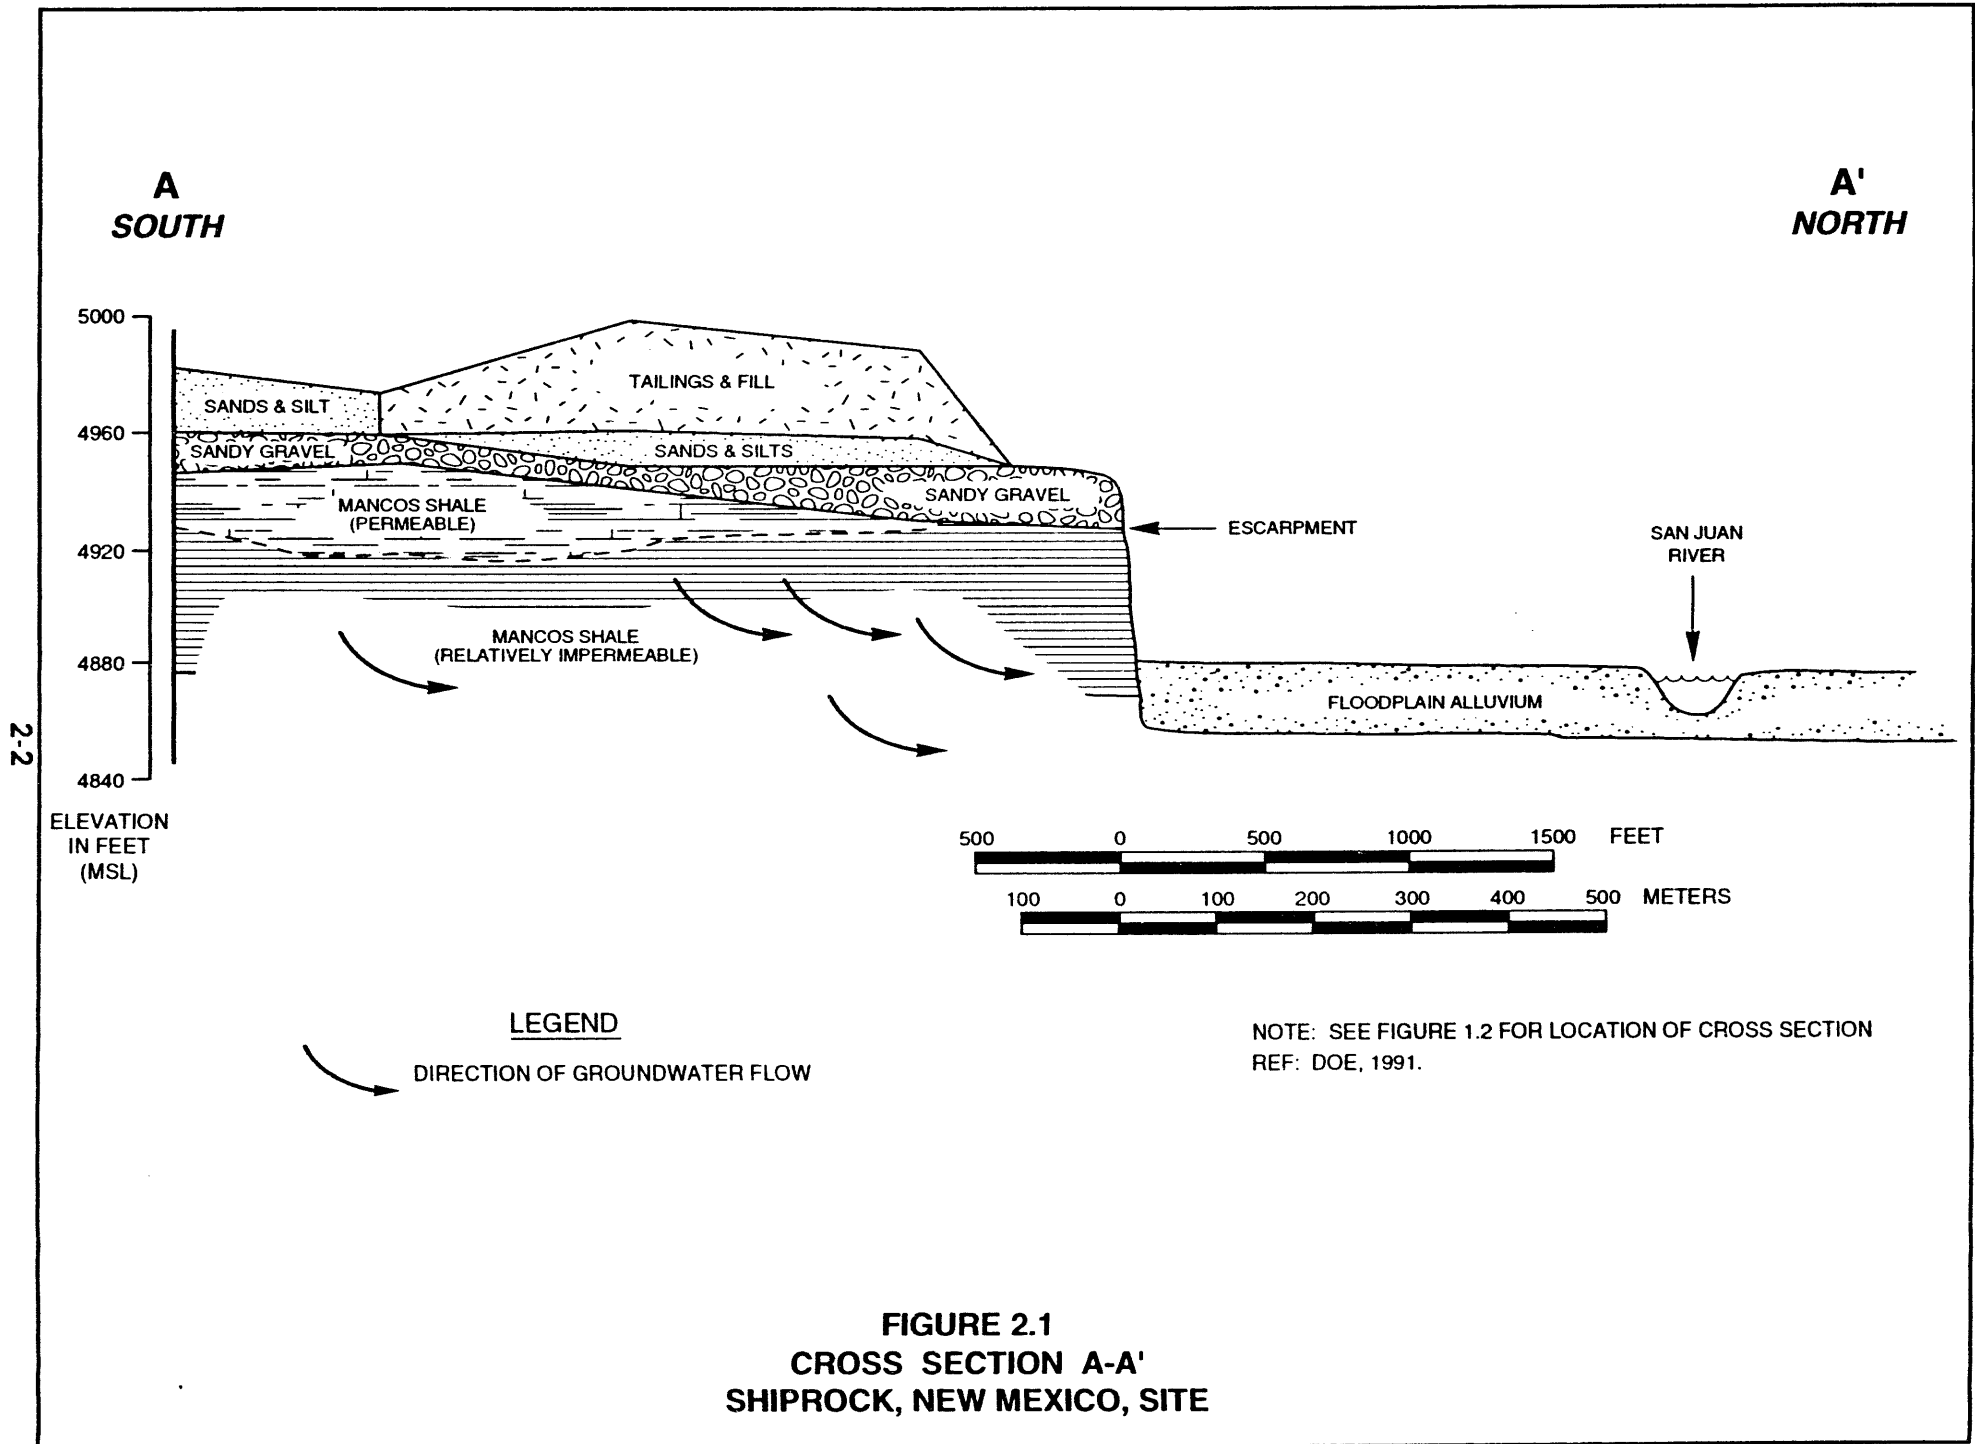 A
SOUTH
A'
NORTH
5000
4960
4920
4880
4840
ELEVATION
IN FEET
(MSL)
TAILINGS & FILL
SANDS & SILT
SANDS & SILTS
SANDY GRAVEL
SANDY GRAVEL
MANCOS SHALE
(PERMEABLE)
ESCARPMENT
SAN JUAN
RIVER
MANCOS SHALE
(RELATIVELY IMPERMEABLE)
FLOODPLAIN ALLUVIUM
2-2
500 0 500 1000 1500 FEET
100 0 100 200 300 400 500 METERS
LEGEND
DIRECTION OF GROUNDWATER FLOW
NOTE: SEE FIGURE 1.2 FOR LOCATION OF CROSS SECTION
REF: DOE, 1991.
FIGURE 2.1
CROSS SECTION A-A'
SHIPROCK, NEW MEXICO, SITE